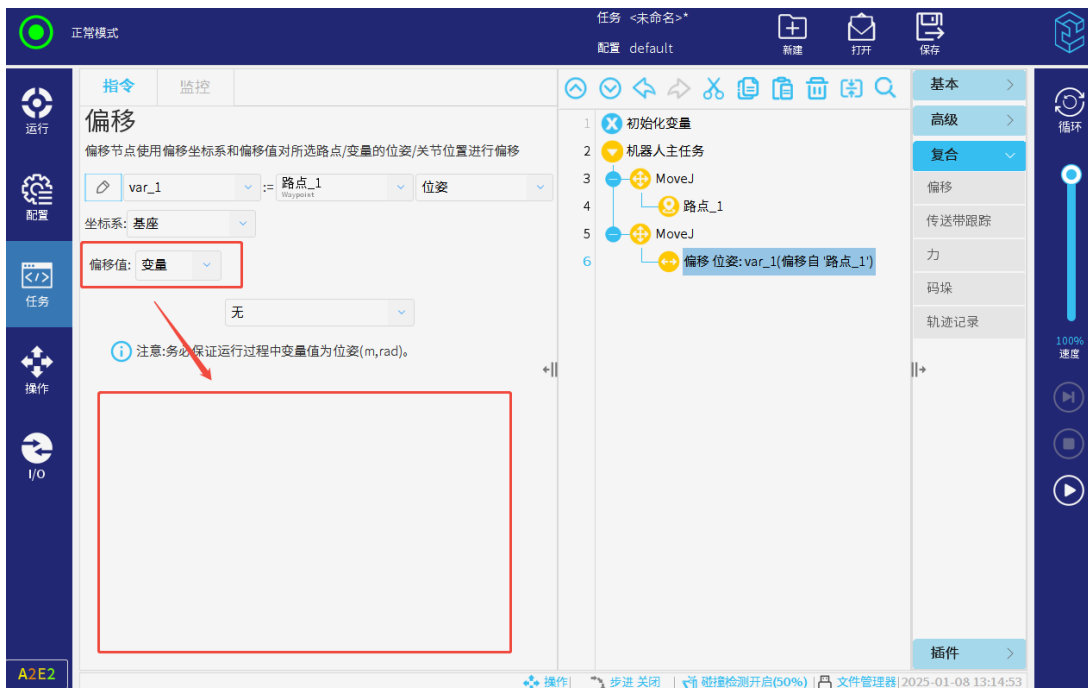 正常模式
任务 <未命名>*
配置 default
新建
打开
保存
运行
配置
任务
操作
I/O
A2E2
指令 监控
偏移
偏移节点使用偏移坐标系和偏移值对所选路点/变量的位姿/关节位置进行偏移
var_1 := 路点_1 位姿
Waypoint
坐标系: 基座
偏移值: 变量
无
注意:务必保证运行过程中变量值为位姿(m,rad)。
1 初始化变量
2 机器人主任务
3 MoveJ
4 路点_1
5 MoveJ
6 偏移 位姿: var_1(偏移自 '路点_1')
基本
高级
复合
偏移
传送带跟踪
力
码垛
轨迹记录
插件
循环
100%
速度
操作| 步进 关闭 | 碰撞检测开启(50%) | 文件管理器| 2025-01-08 13:14:53